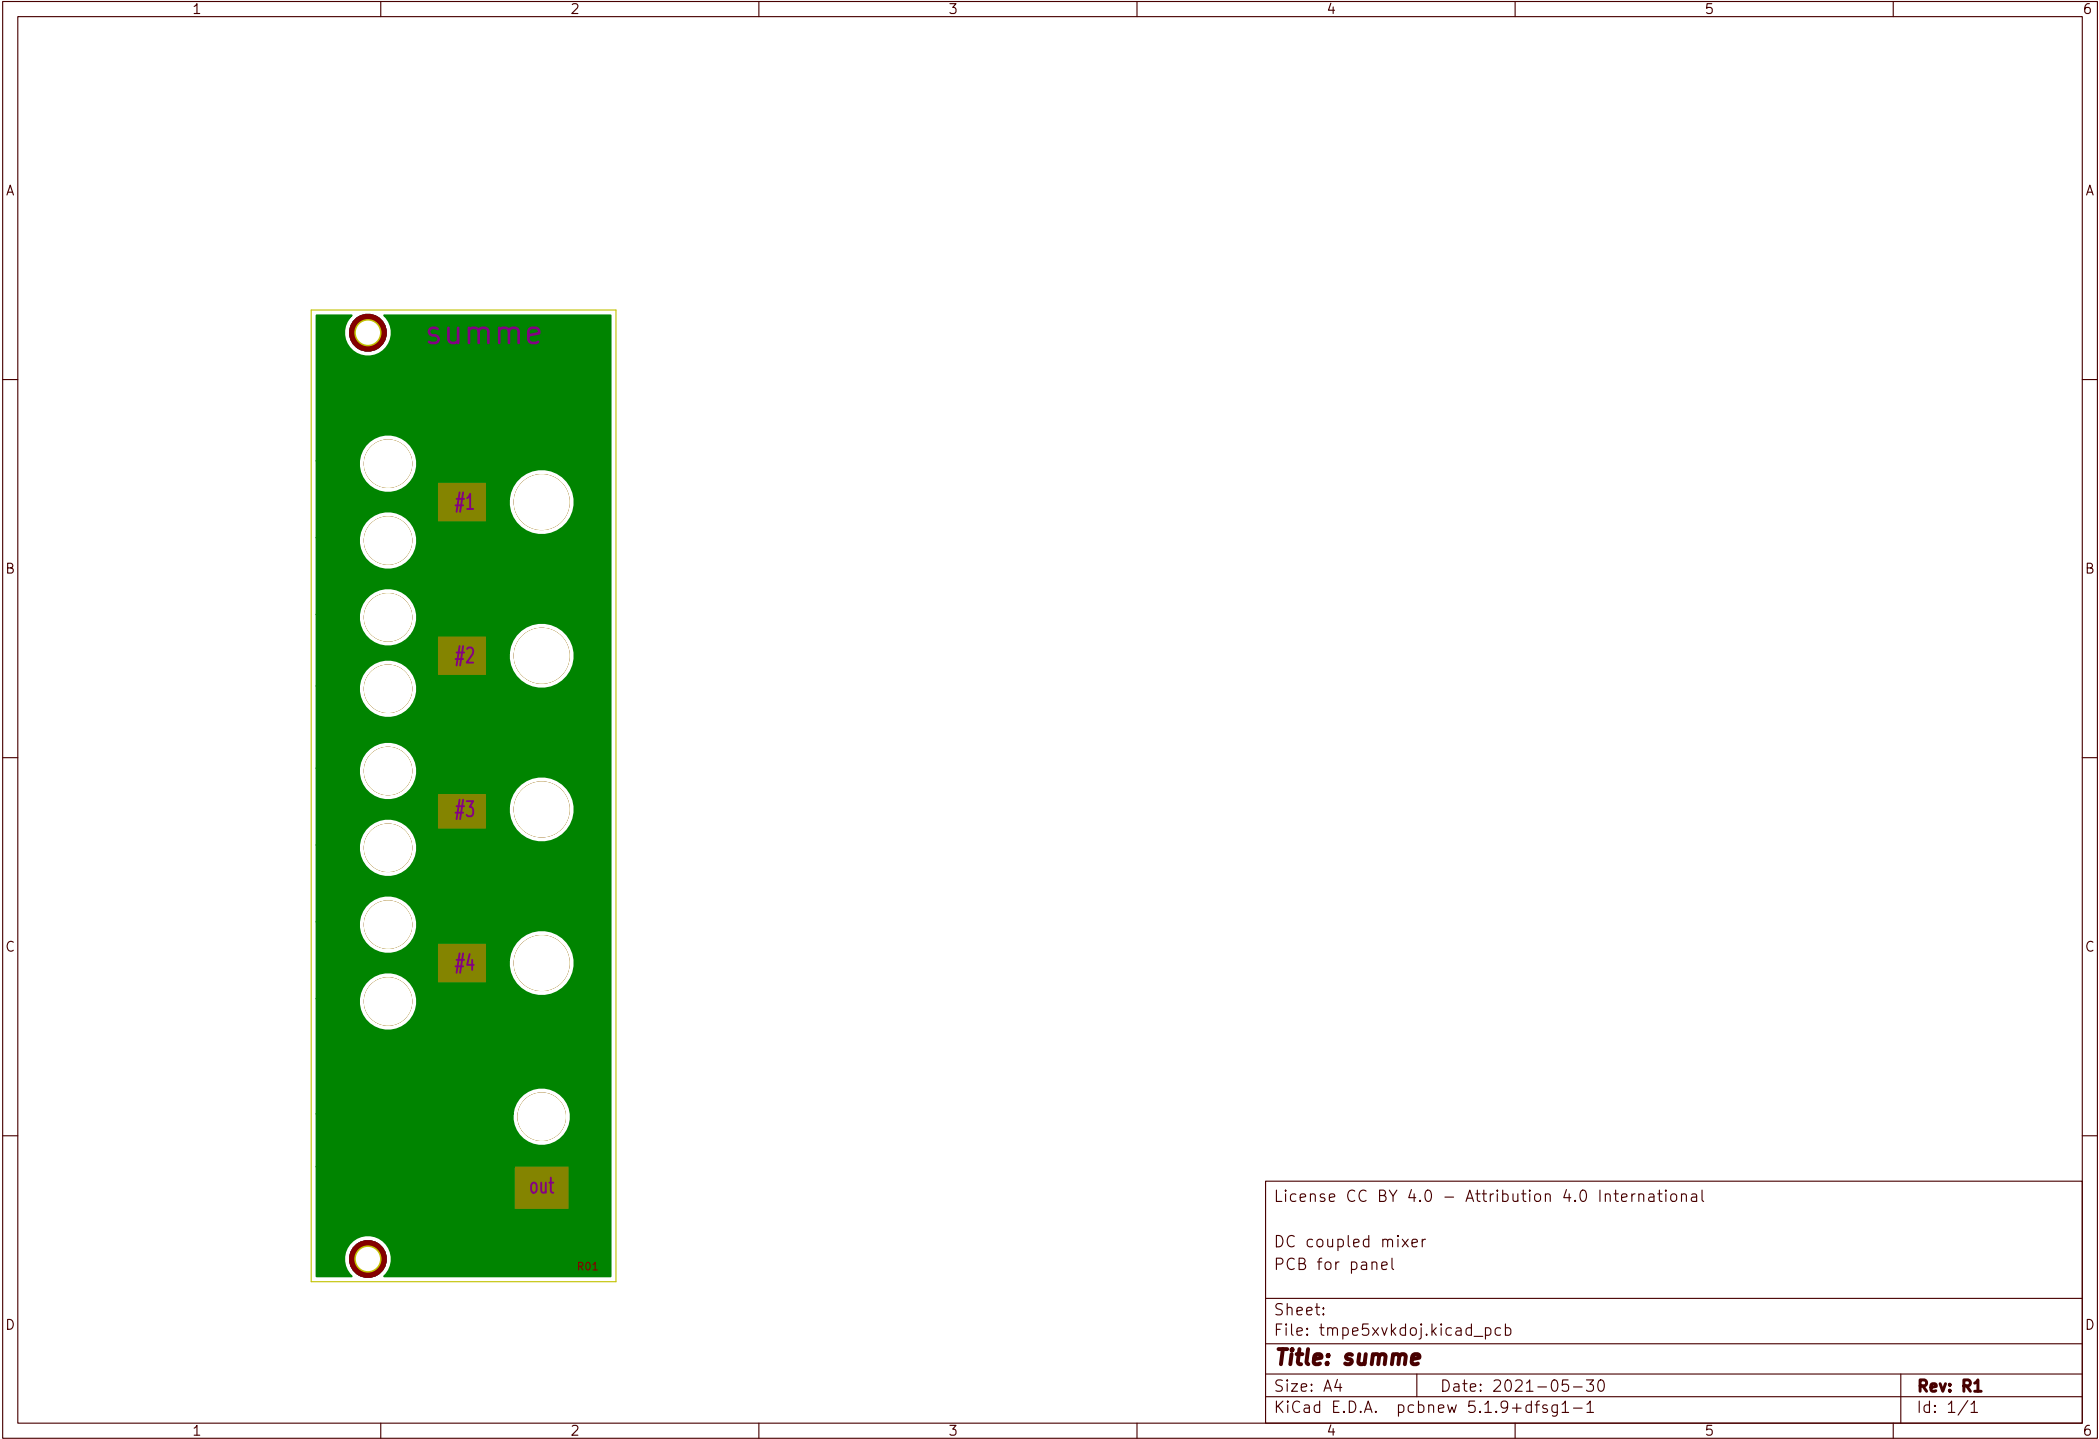 1 2 3 4 5 6
A A
summe
#1
B B
#2
#3
C C
#4
out
R01
License CC BY 4.0 - Attribution 4.0 International
DC coupled mixer
PCB for panel
Sheet:
File: tmpe5xvkdoj.kicad_pcb
D D
Title: summe
Size: A4 Date: 2021-05-30 Rev: R1
KiCad E.D.A. pcbnew 5.1.9+dfsg1-1 Id: 1/1
1 2 3 4 5 6